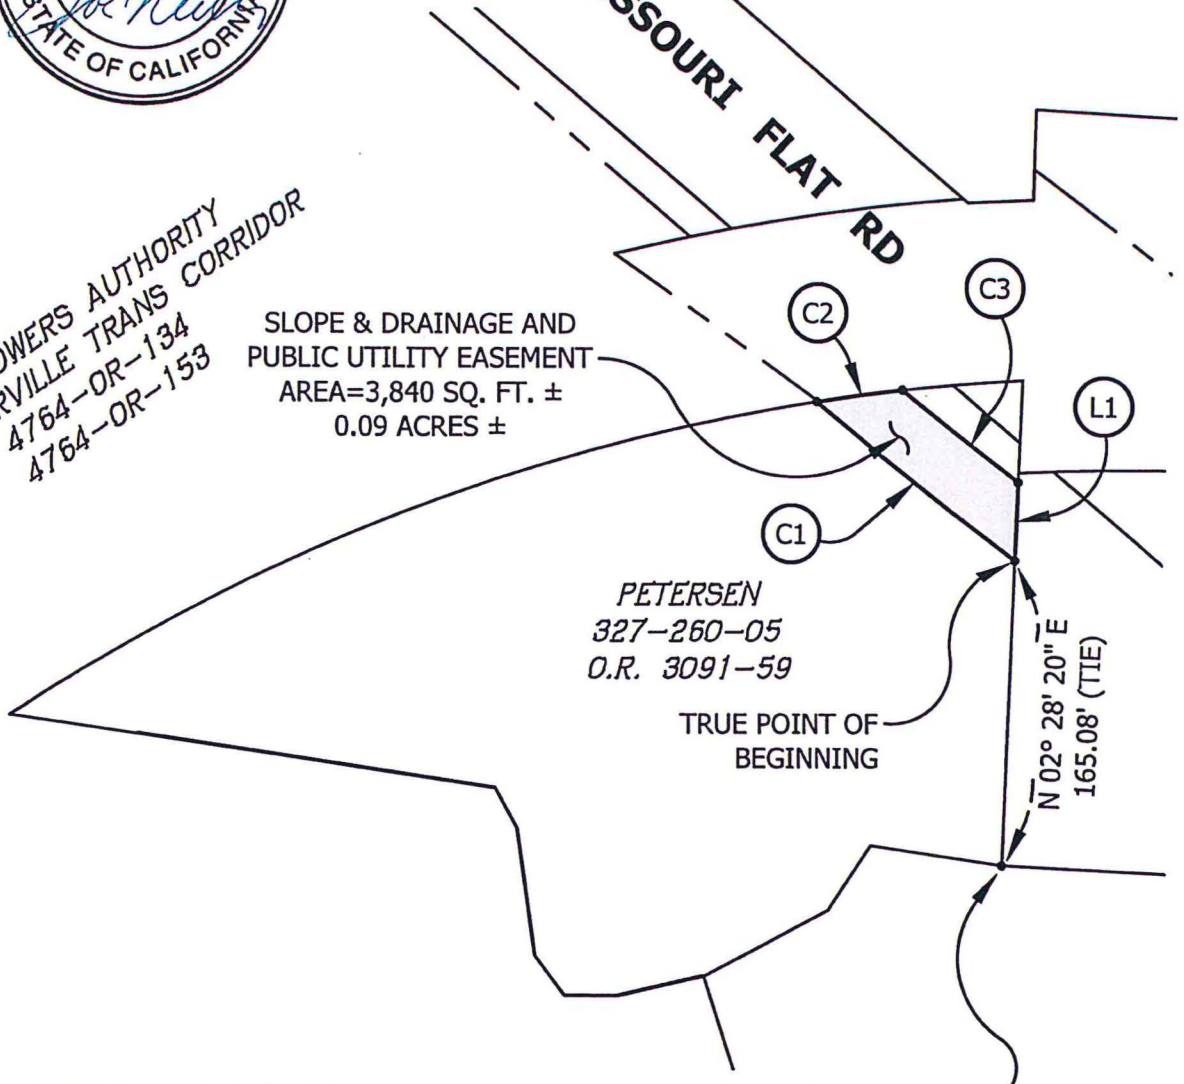 STATE OF CALIFORNIA
SSOURI FLAT RD
OWERS AUTHORITY
RVILLE TRANS CORRIDOR
4764-OR-134
4764-OR-153
SLOPE & DRAINAGE AND
PUBLIC UTILITY EASEMENT
AREA=3,840 SQ. FT. ±
0.09 ACRES ±
C2
C3
L1
C1
PETERSEN
327-260-05
O.R. 3091-59
TRUE POINT OF
BEGINNING
N 02° 28' 20" E
165.08' (TIE)